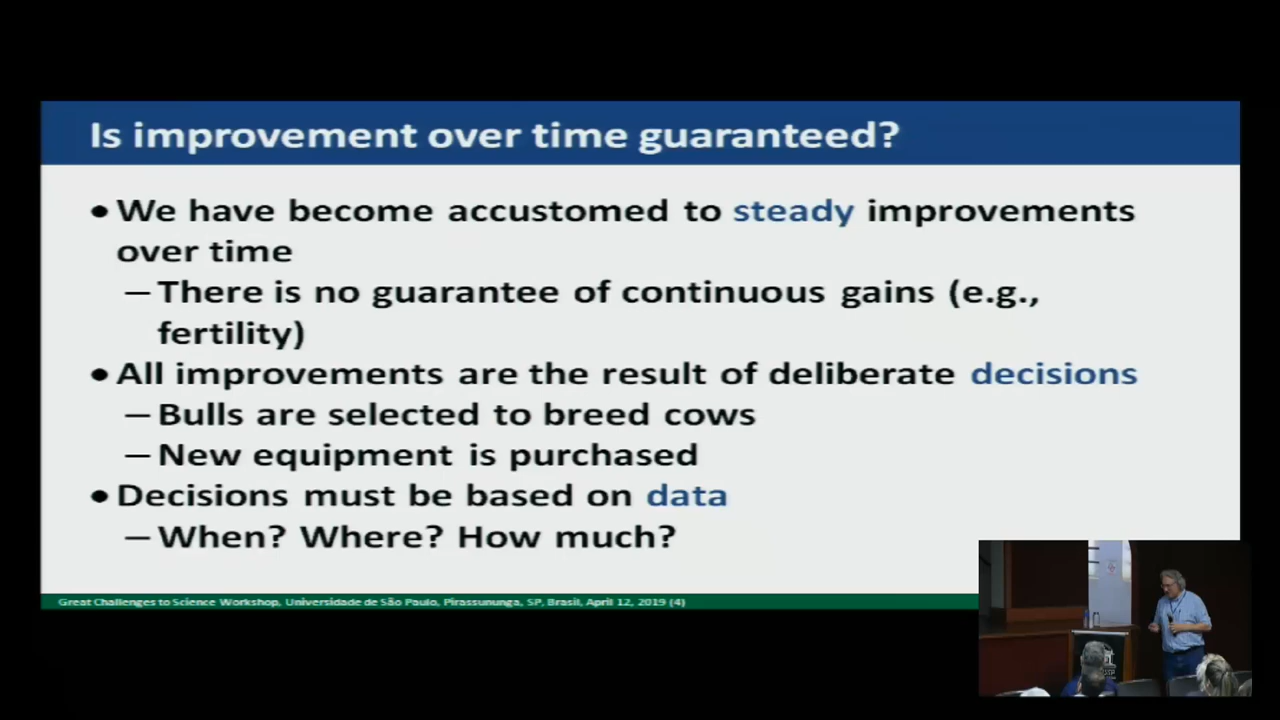 Is improvement over time guaranteed?
• We have become accustomed to steady improvements
over time
– There is no guarantee of continuous gains (e.g.,
fertility)
• All improvements are the result of deliberate decisions
– Bulls are selected to breed cows
– New equipment is purchased
• Decisions must be based on data
– When? Where? How much?
Great Challenges to Science Workshop, Universidade de São Paulo, Pirassununga, SP, Brasil, April 12, 2019 (4)